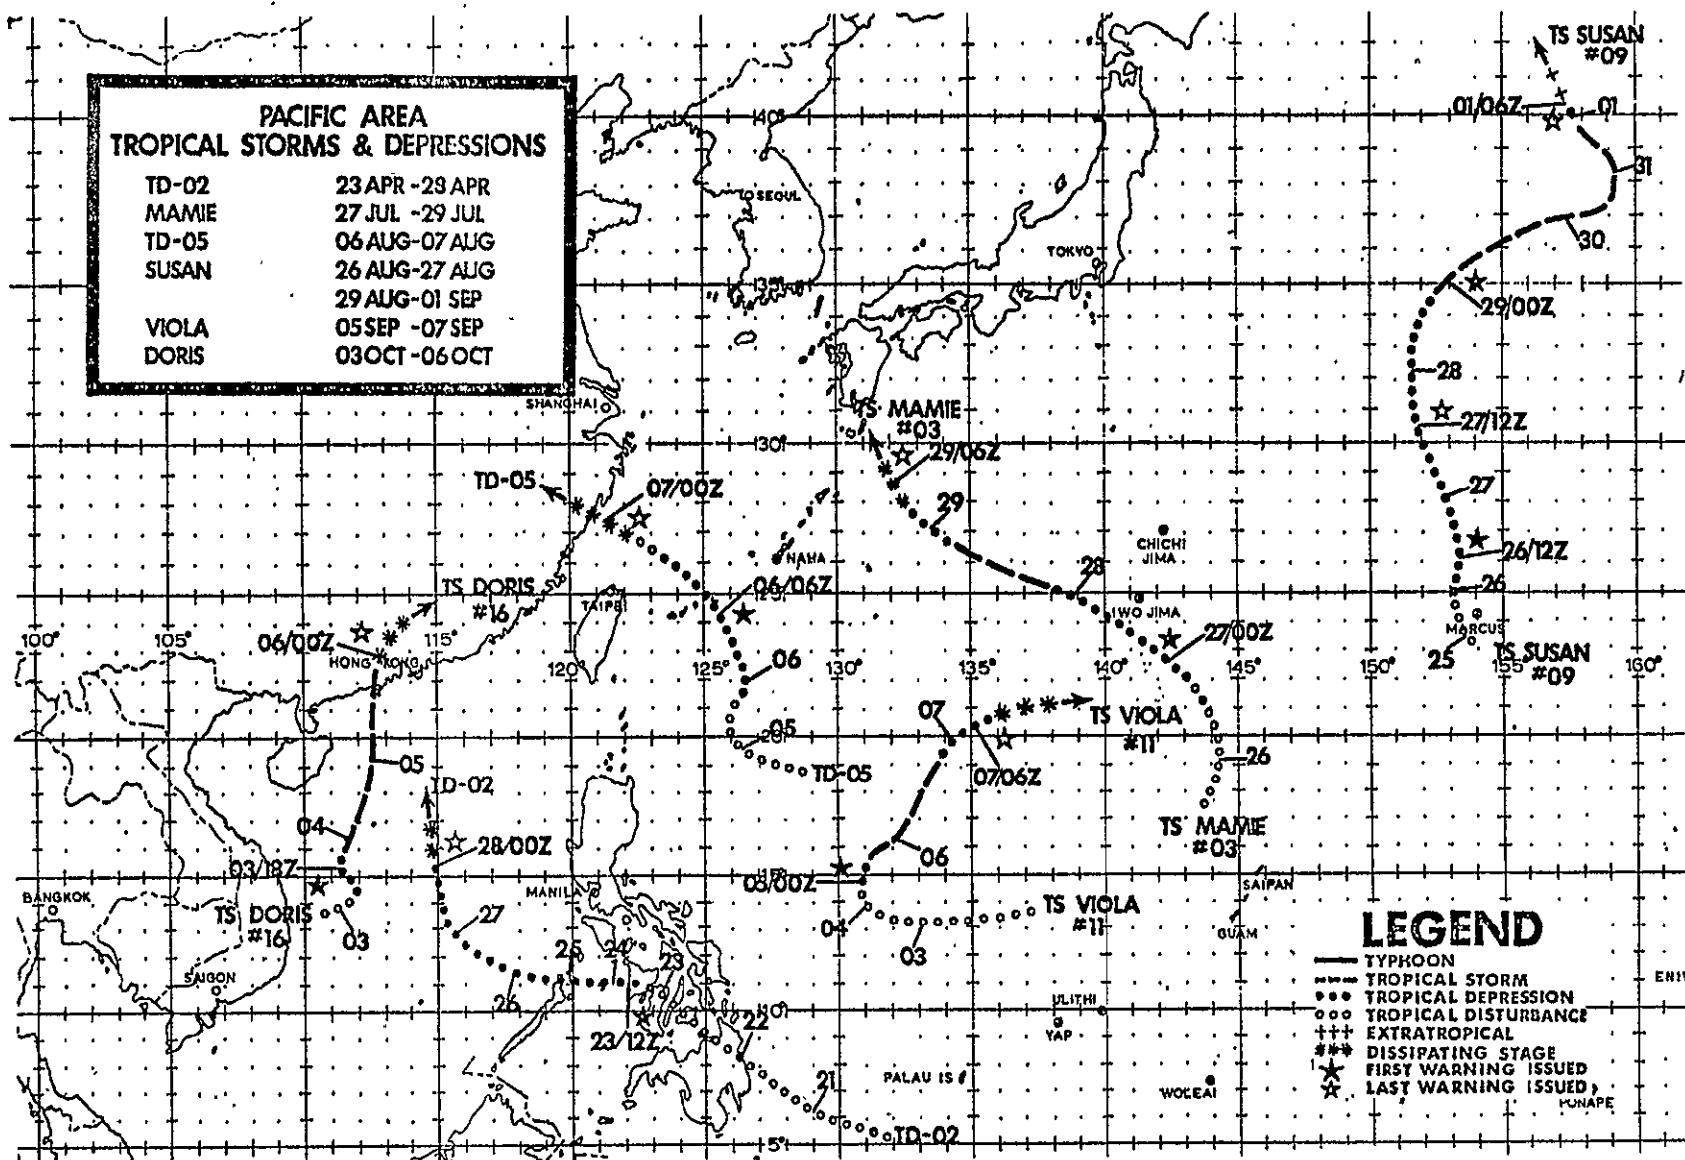 PACIFIC AREA
TROPICAL STORMS & DEPRESSIONS
TD-02 23 APR -28 APR
MAMIE 27 JUL -29 JUL
TD-05 06 AUG-07 AUG
SUSAN 26 AUG-27 AUG
29 AUG-01 SEP
VIOLA 05 SEP -07 SEP
DORIS 03 OCT -06 OCT
TS SUSAN
#09
01/06Z
01
31
30
29/00Z
28
27/12Z
27
26/12Z
26
MARCUS
25
TS SUSAN
#09
40°
SEOUL
TOKYO
35°
SHANGHAI
TS MAMIE
#03
30°
29/06Z
29
28
CHICHI
JIMA
IWO JIMA
27/00Z
26
TS MAMIE
#03
TD-05
07/00Z
NAHA
06/06Z
25°
TAIPEI
06
05
20°
TD-05
TS DORIS
#16
06/00Z
HONG KONG
100°
105°
115°
120°
125°
130°
135°
140°
145°
150°
155°
160°
05
04
03/18Z
TS DORIS
#16
03
TD-02
28/00Z
27
26
25
24
23
23/12Z
22
21
TD-02
07
TS VIOLA
#11
07/06Z
06
05/00Z
15°
04
03
TS VIOLA
#11
BANGKOK
SAIGON
MANILA
10°
5°
SAIPAN
GUAM
ULITHI
YAP
PALAU IS
WOLEAI
PONAPE
LEGEND
TYPHOON
TROPICAL STORM
TROPICAL DEPRESSION
TROPICAL DISTURBANCE
EXTRATROPICAL
DISSIPATING STAGE
FIRST WARNING ISSUED
LAST WARNING ISSUED